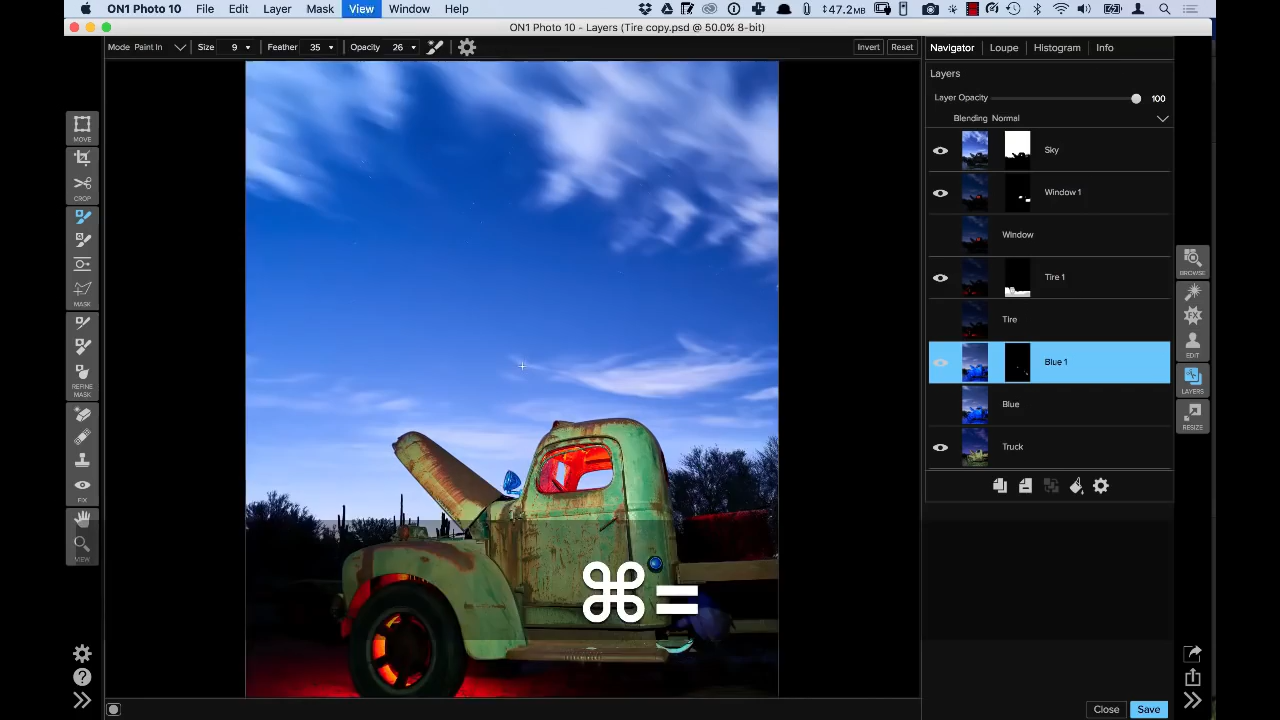 ON1 Photo 10 File Edit Layer Mask View Window Help 47.2MB
ON1 Photo 10 - Layers (Tire copy.psd @ 50.0% 8-bit)
Mode Paint In Size 9 Feather 35 Opacity 26 Invert Reset
Navigator Loupe Histogram Info
Layers
Layer Opacity 100
Blending Normal
Sky
Window 1
WIndow
Tire 1
Tire
Blue 1
Blue
Truck
MOVE
CROP
MASK
REFINE
MASK
FIX
VIEW
⌘=
BROWSE
EDIT
LAYERS
RESIZE
Close Save